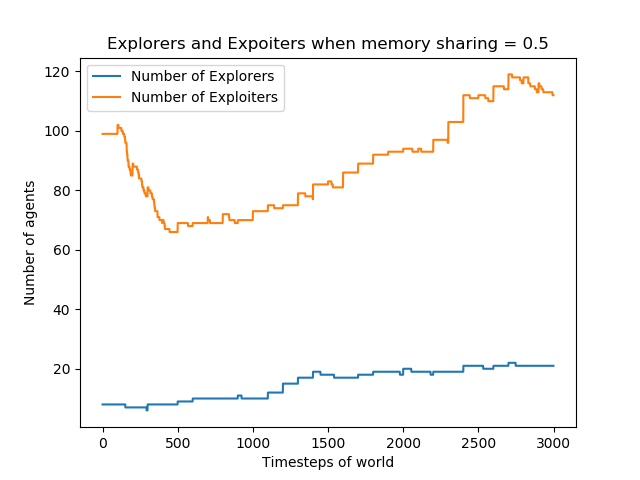 Explorers and Expoiters when memory sharing = 0.5
Number of Explorers
Number of Exploiters
120
100
80
60
40
20
Number of agents
0 500 1000 1500 2000 2500 3000
Timesteps of world